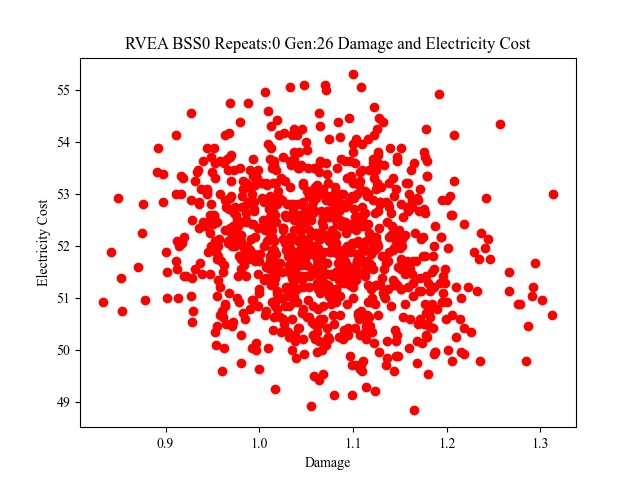 RVEA BSS0 Repeats:0 Gen:26 Damage and Electricity Cost
Electricity Cost
55
54
53
52
51
50
49
0.9 1.0 1.1 1.2 1.3
Damage